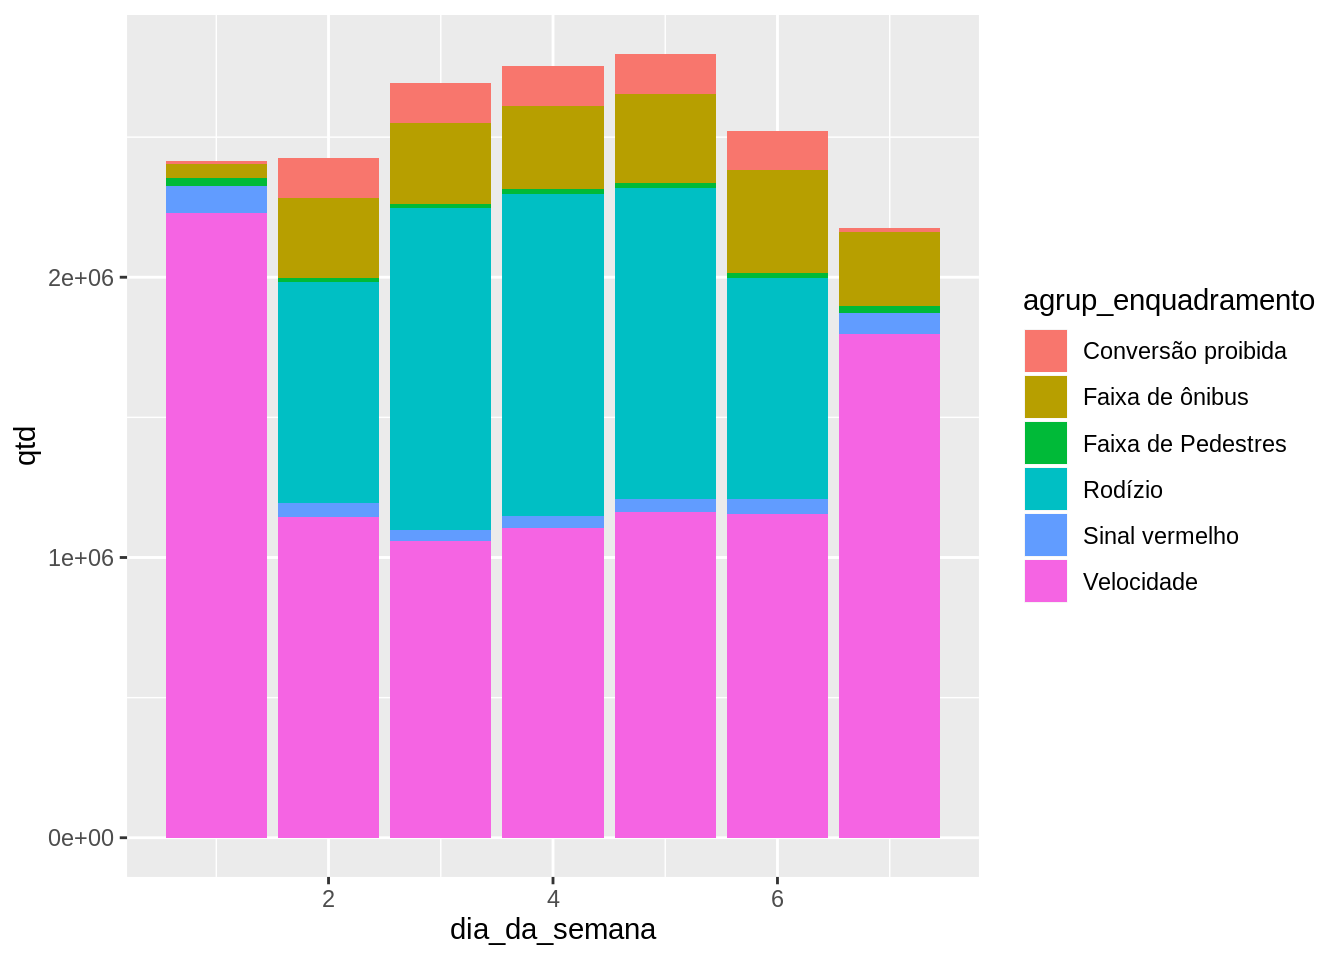 qtd
2e+06
1e+06
0e+00
2
4
6
dia_da_semana
agrup_enquadramento
Conversão proibida
Faixa de ônibus
Faixa de Pedestres
Rodízio
Sinal vermelho
Velocidade